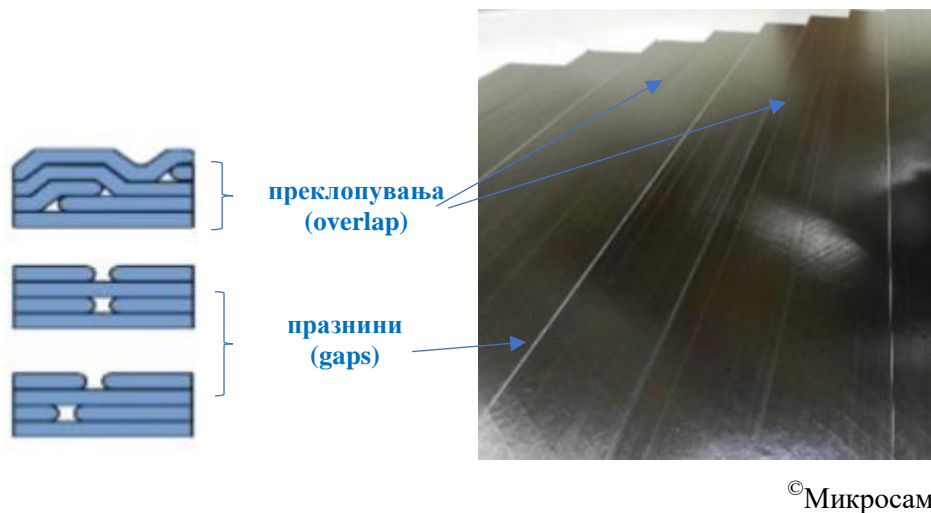 преклопувања
(overlap)
празнини
(gaps)
©Микросам